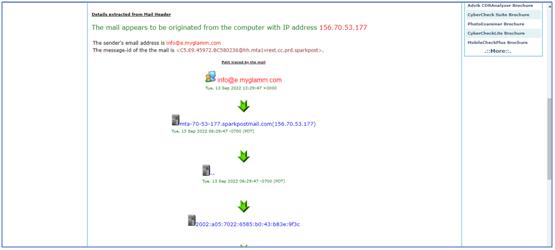 Details extracted from Mail Header
The mail appears to be originated from the computer with IP address 156.70.53.177
The sender's email address is info@e.myglamm.com
The message-id of the the mail is <C5.E9.45972.8C580236@hh.mta1vrest.cc.prd.sparkpost>.
Path traced by the mail
info@e.myglamm.com
Tue, 13 Sep 2022 13:29:47 +0000
mta-70-53-177.sparkpostmail.com(156.70.53.177)
Tue, 13 Sep 2022 06:29:47 -0700 (PDT)
..
Tue, 13 Sep 2022 06:29:47 -0700 (PDT)
2002:a05:7022:6585:b0:43:b83e:9f3c
Advik CDRAnalyzer Brochure
CyberCheck Suite Brochure
PhotoExaminer Brochure
CyberCheckLite Brochure
MobileCheckPlus Brochure
.::More::.